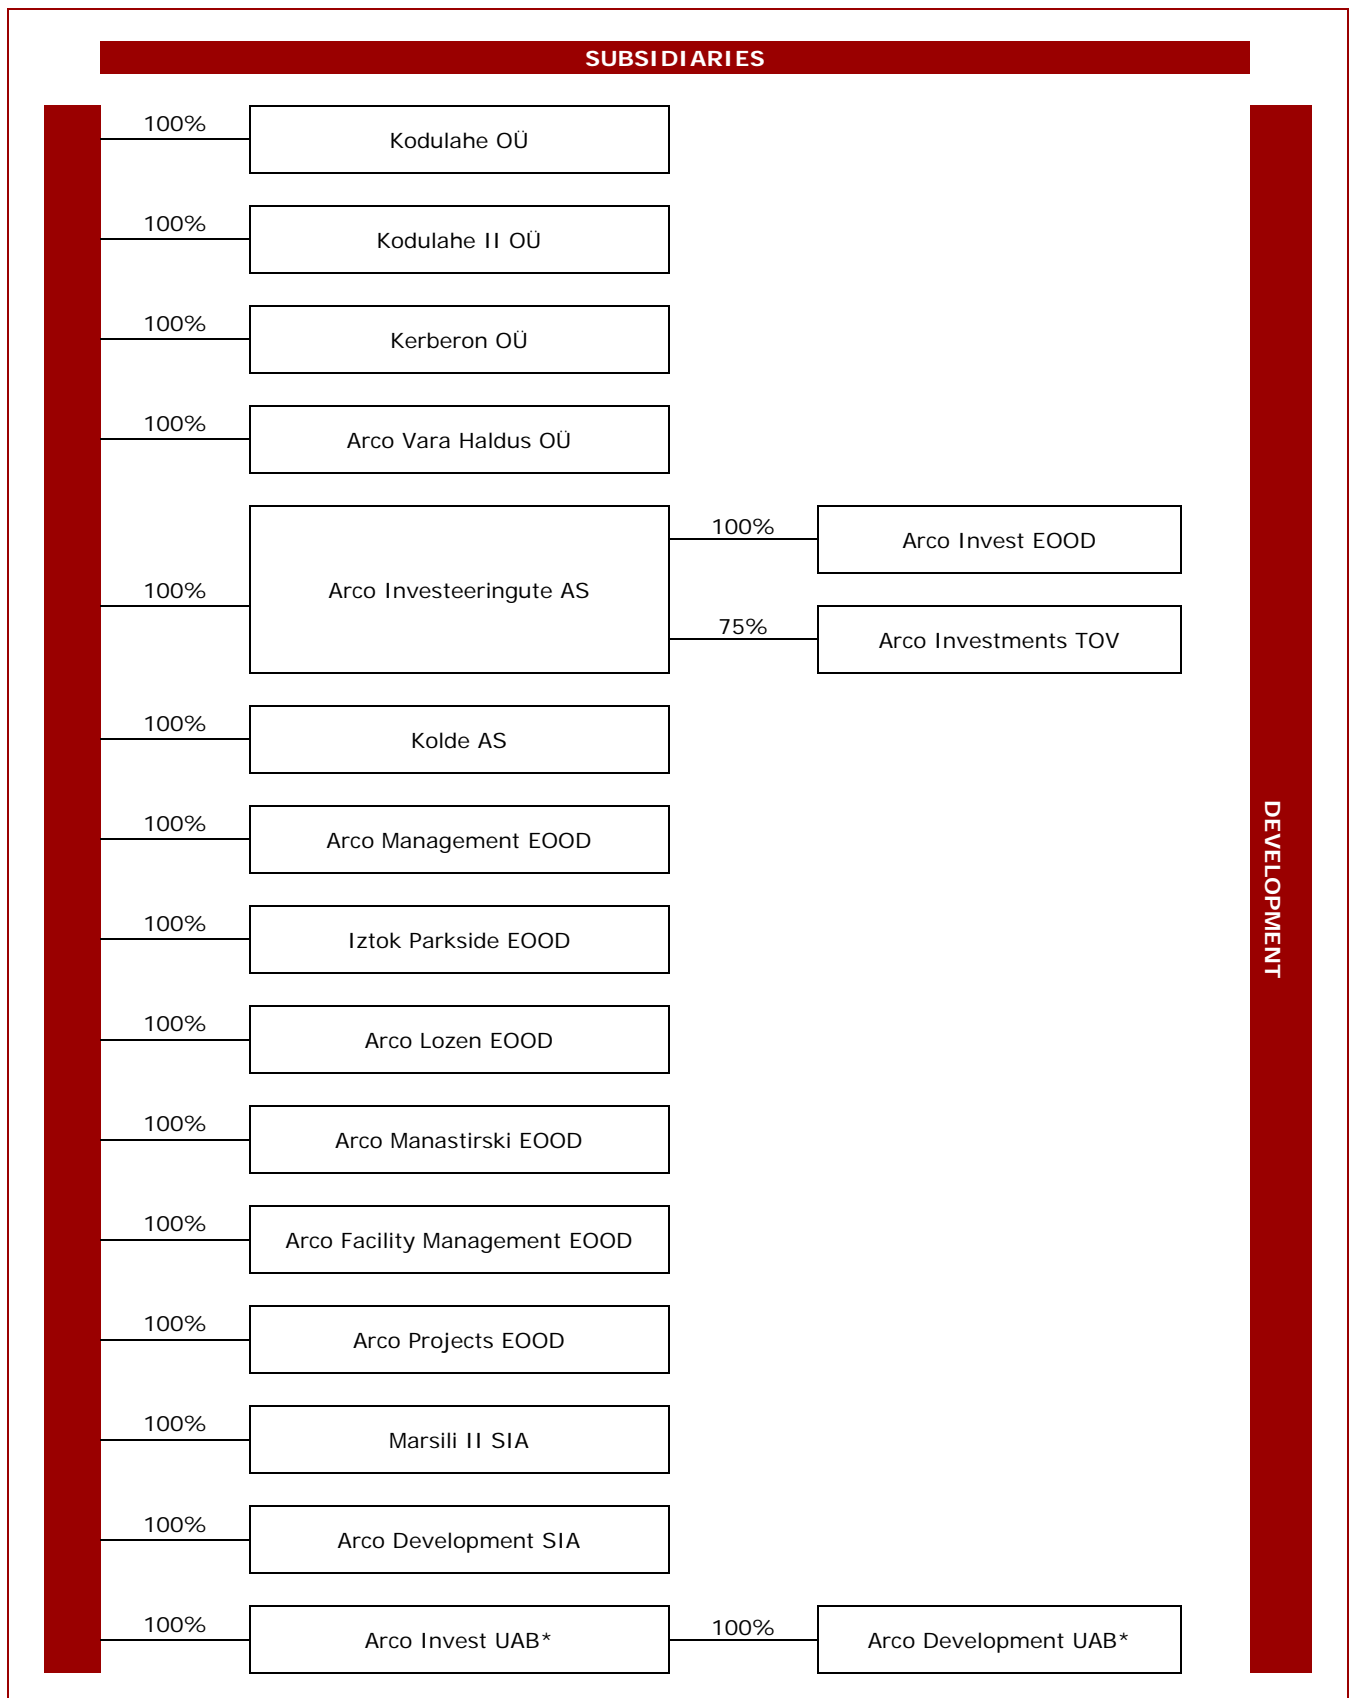 SUBSIDIARIES
100%
Kodulahe OÜ
100%
Kodulahe II OÜ
100%
Kerberon OÜ
100%
Arco Vara Haldus OÜ
100%
Arco Investeeringute AS
100%
Arco Invest EOOD
75%
Arco Investments TOV
100%
Kolde AS
100%
Arco Management EOOD
100%
Iztok Parkside EOOD
100%
Arco Lozen EOOD
100%
Arco Manastirski EOOD
100%
Arco Facility Management EOOD
100%
Arco Projects EOOD
100%
Marsili II SIA
100%
Arco Development SIA
100%
Arco Invest UAB*
100%
Arco Development UAB*
DEVELOPMENT